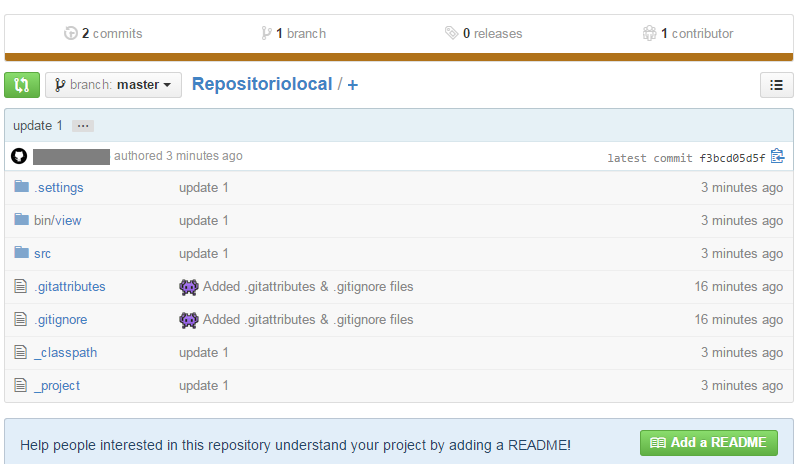 2 commits 1 branch 0 releases 1 contributor
branch: master Repositoriolocal / +
update 1 ...
authored 3 minutes ago latest commit f3bcd05d5f
.settings update 1 3 minutes ago
bin/view update 1 3 minutes ago
src update 1 3 minutes ago
.gitattributes Added .gitattributes & .gitignore files 16 minutes ago
.gitignore Added .gitattributes & .gitignore files 16 minutes ago
_classpath update 1 3 minutes ago
_project update 1 3 minutes ago
Help people interested in this repository understand your project by adding a README! Add a README